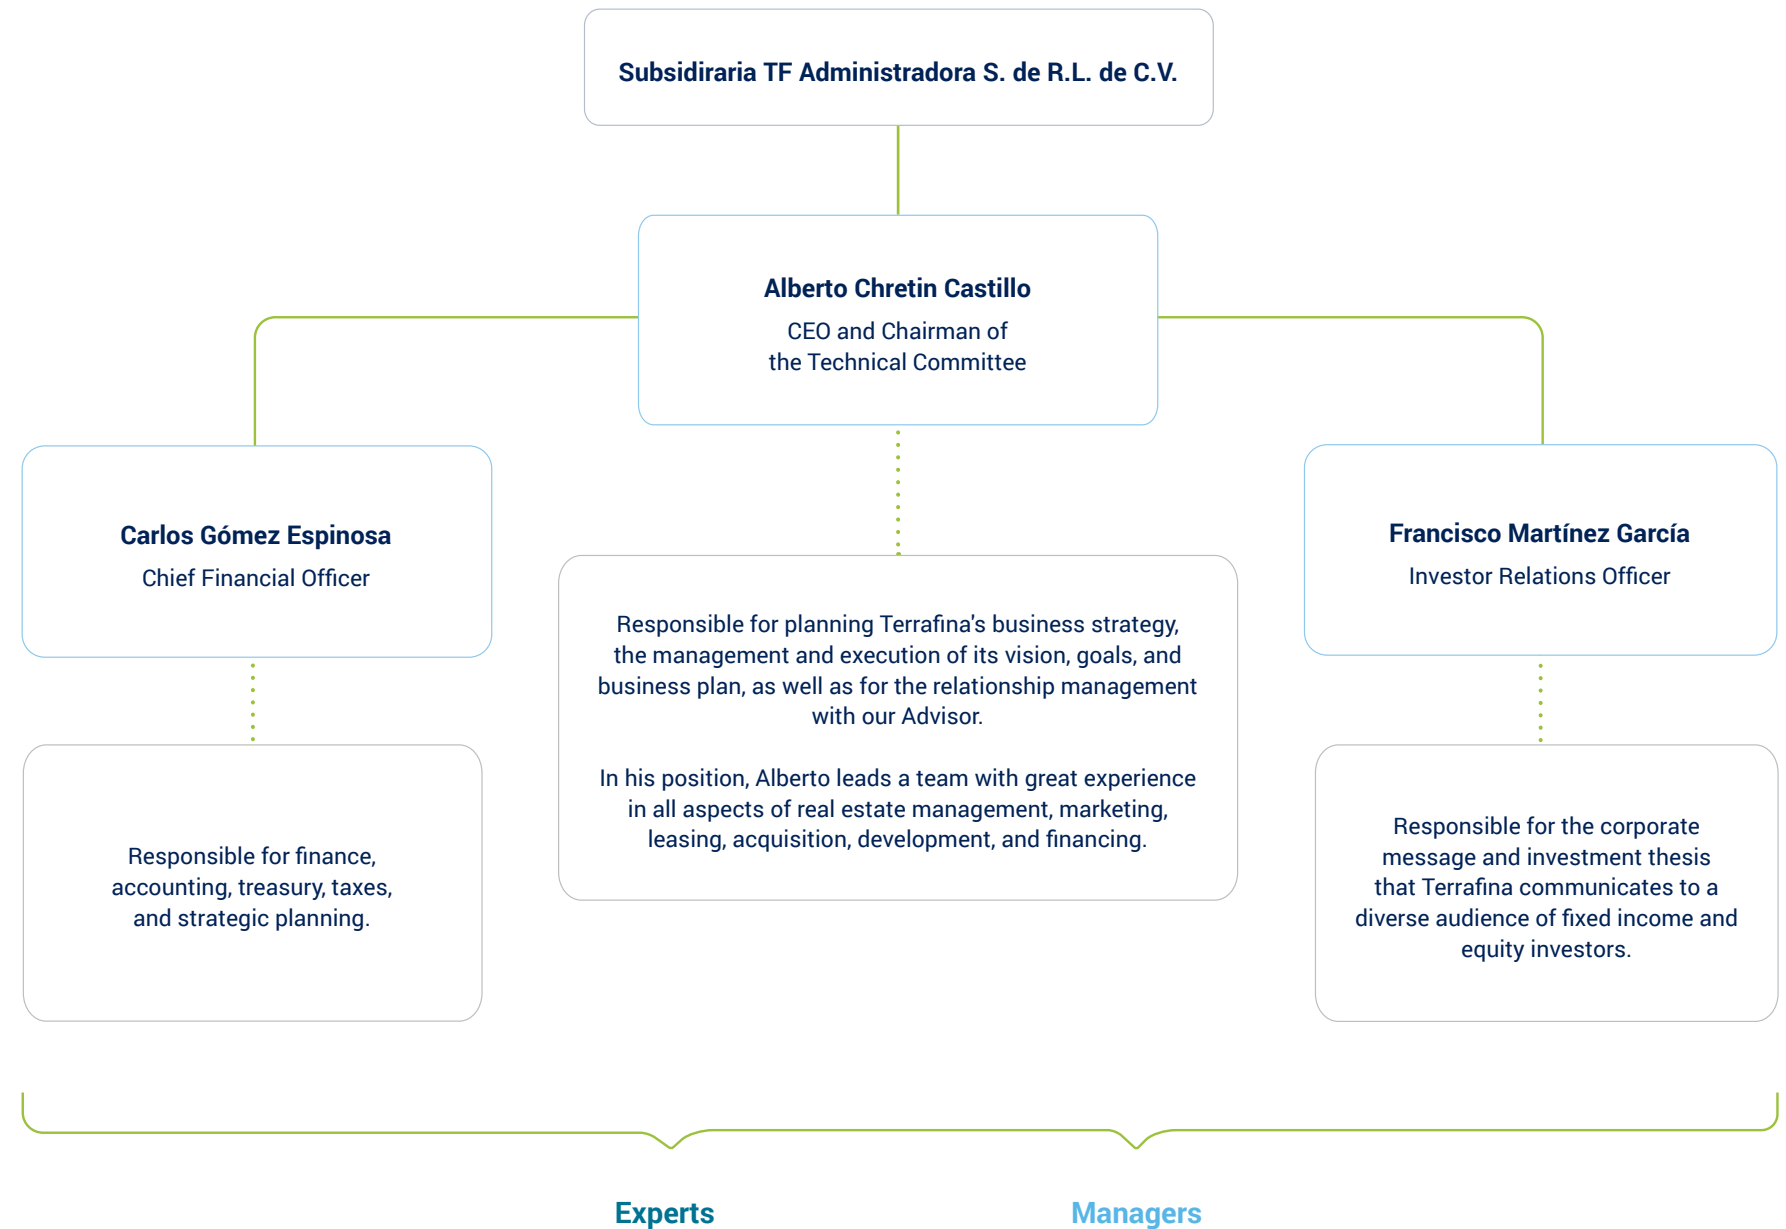 Subsidiraria TF Administradora S. de R.L. de C.V.
Alberto Chretin Castillo
CEO and Chairman of
the Technical Committee
Carlos Gómez Espinosa
Chief Financial Officer
Francisco Martínez García
Investor Relations Officer
Responsible for planning Terrafina's business strategy,
the management and execution of its vision, goals, and
business plan, as well as for the relationship management
with our Advisor.
In his position, Alberto leads a team with great experience
in all aspects of real estate management, marketing,
leasing, acquisition, development, and financing.
Responsible for finance,
accounting, treasury, taxes,
and strategic planning.
Responsible for the corporate
message and investment thesis
that Terrafina communicates to a
diverse audience of fixed income and
equity investors.
Experts
Managers